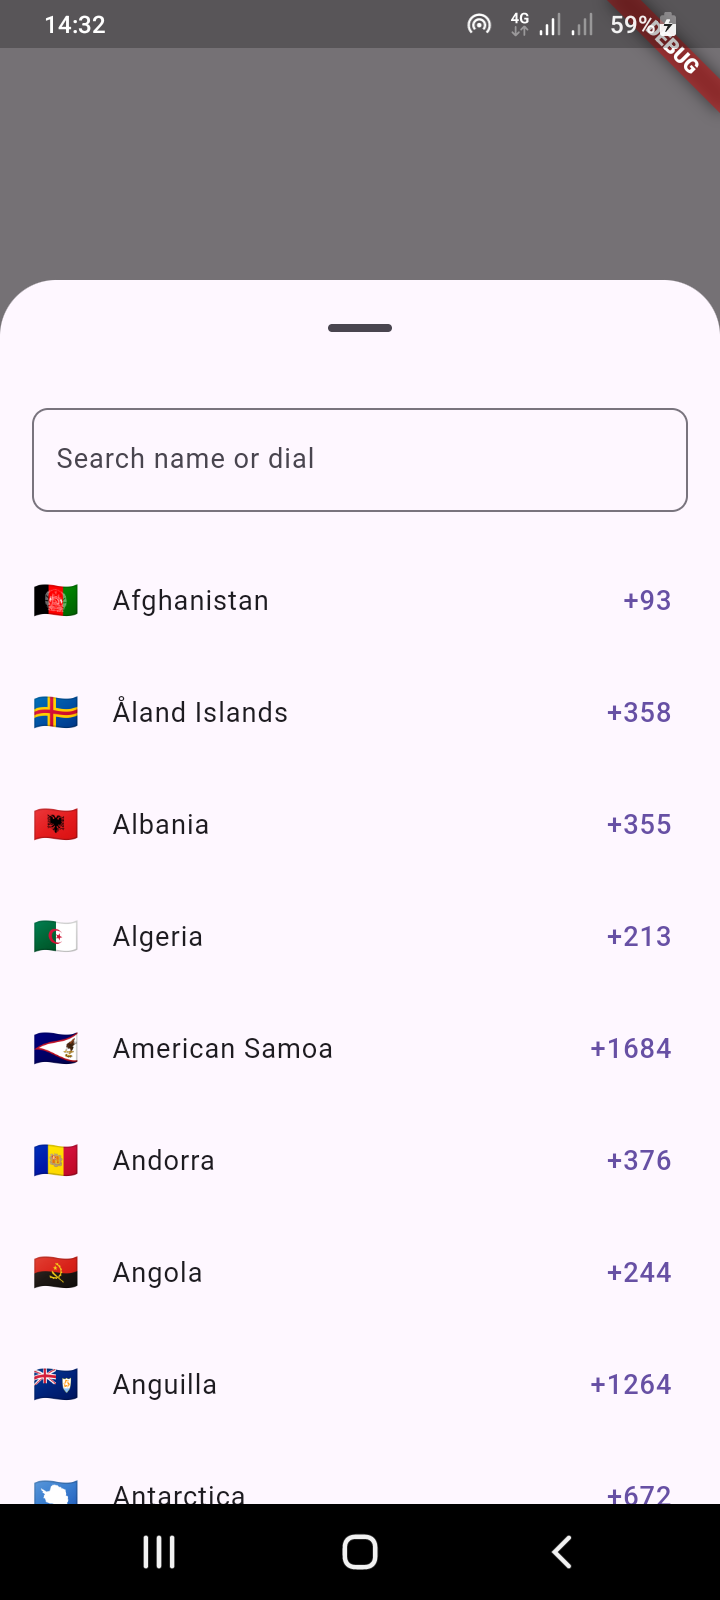 14:32
4G
59%
DEBUG
Search name or dial
Afghanistan +93
Åland Islands +358
Albania +355
Algeria +213
American Samoa +1684
Andorra +376
Angola +244
Anguilla +1264
Antarctica +672